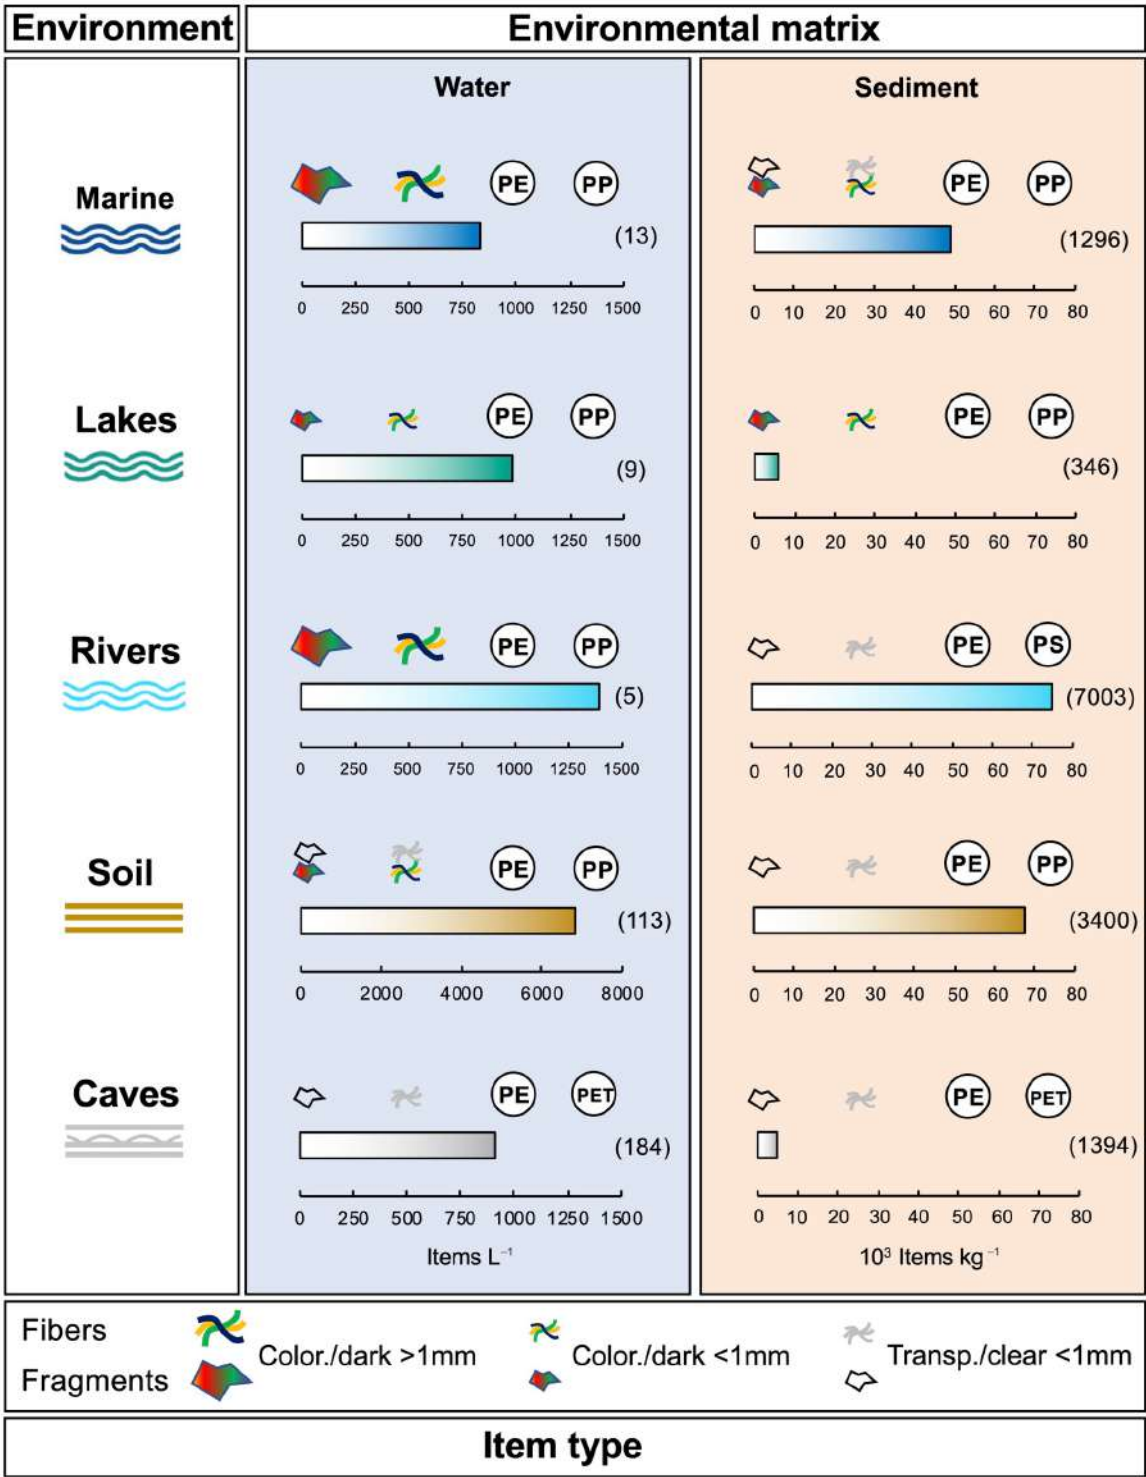 Environment
Environmental matrix
Water
Sediment
Marine
PE PP
(13)
0 250 500 750 1000 1250 1500
PE PP
(1296)
0 10 20 30 40 50 60 70 80
Lakes
PE PP
(9)
0 250 500 750 1000 1250 1500
PE PP
(346)
0 10 20 30 40 50 60 70 80
Rivers
PE PP
(5)
0 250 500 750 1000 1250 1500
PE PS
(7003)
0 10 20 30 40 50 60 70 80
Soil
PE PP
(113)
0 2000 4000 6000 8000
PE PP
(3400)
0 10 20 30 40 50 60 70 80
Caves
PE PET
(184)
0 250 500 750 1000 1250 1500
Items L⁻¹
PE PET
(1394)
0 10 20 30 40 50 60 70 80
10³ Items kg⁻¹
Fibers
Fragments
Color./dark >1mm
Color./dark <1mm
Transp./clear <1mm
Item type